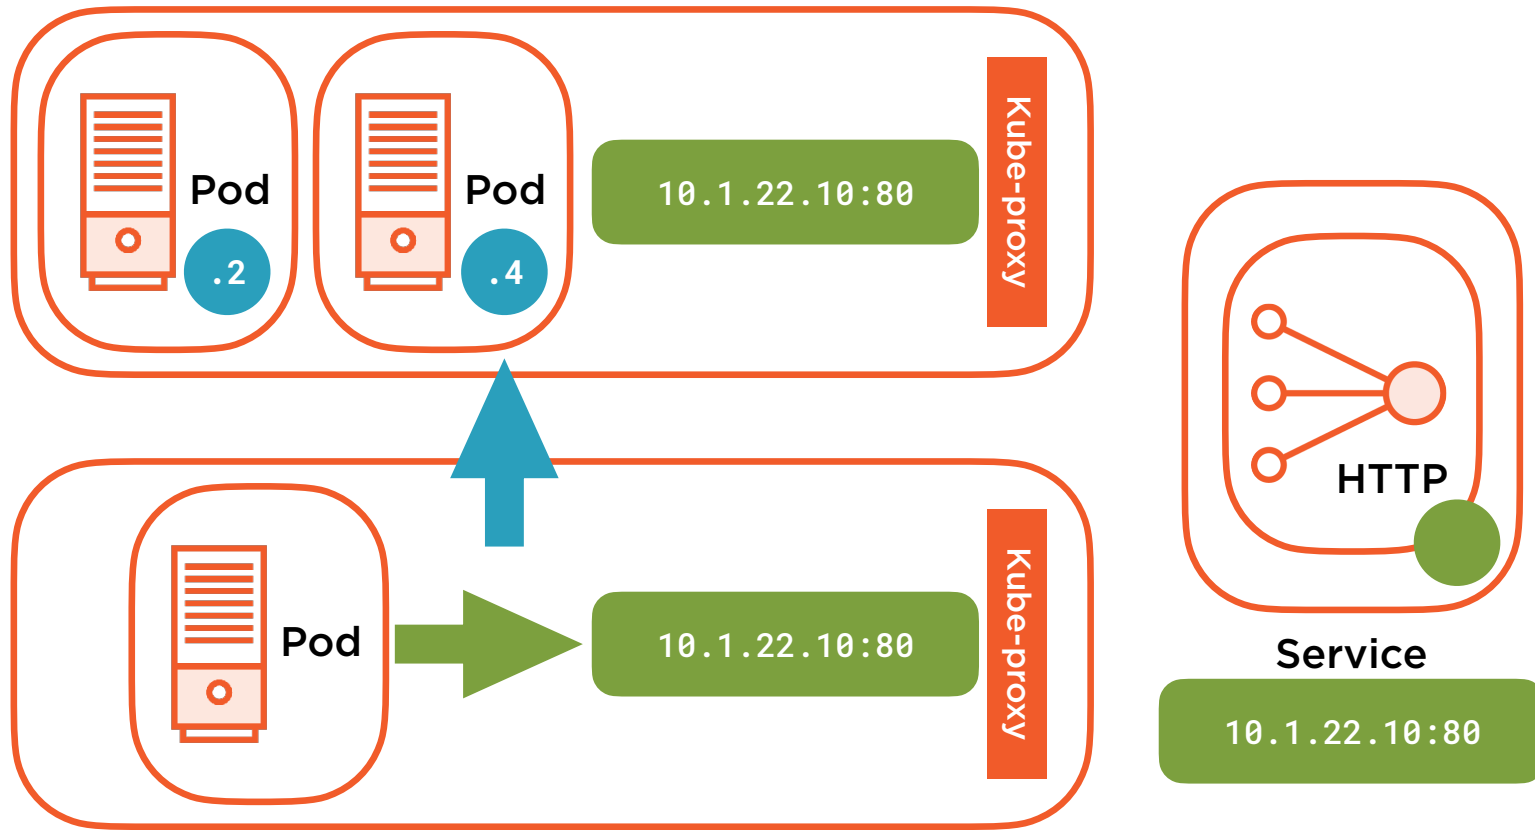 Pod
.2
Pod
.4
10.1.22.10:80
Kube-proxy
Pod
10.1.22.10:80
Kube-proxy
HTTP
Service
10.1.22.10:80